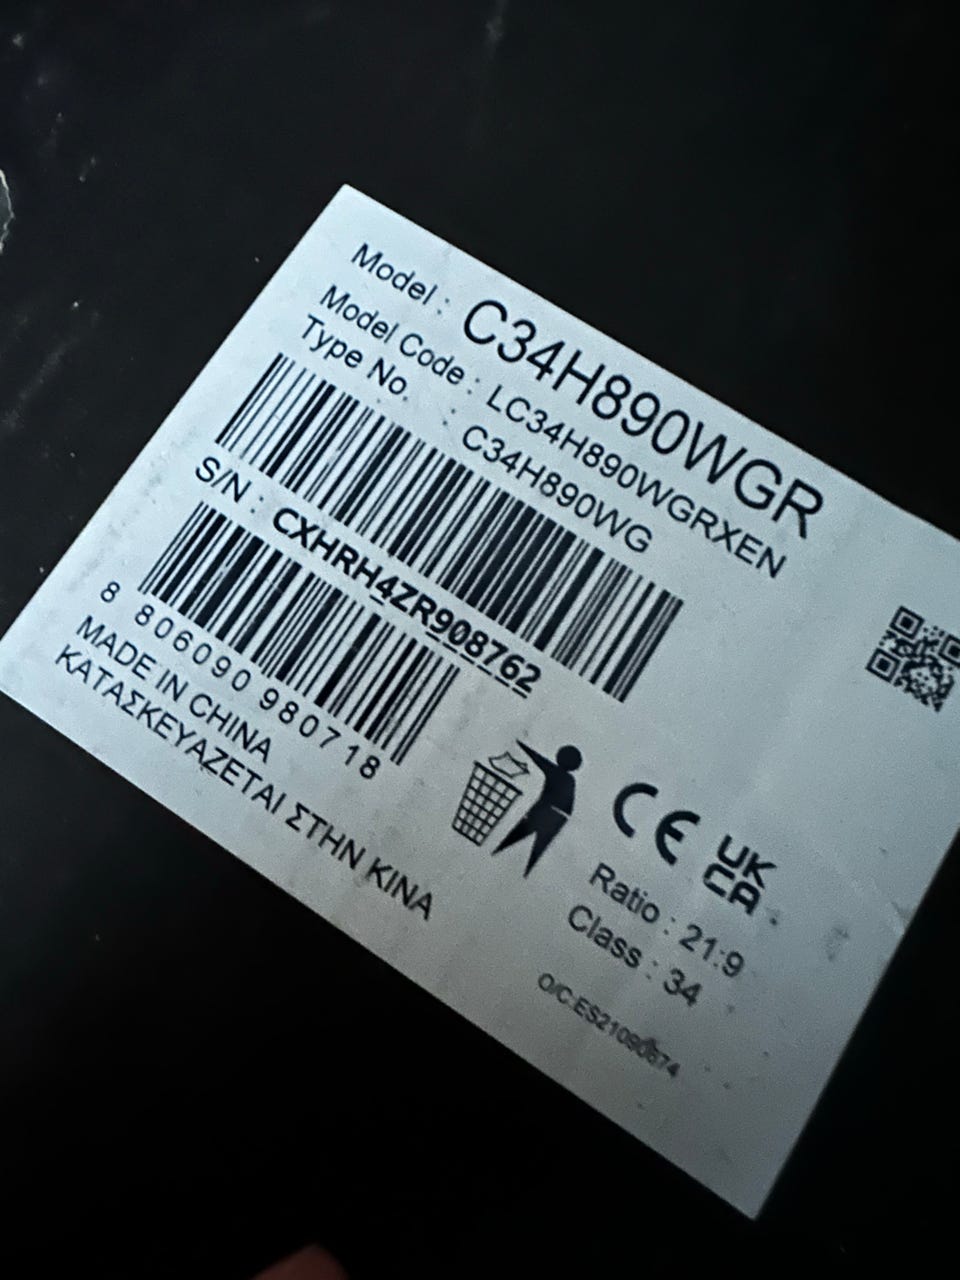 Model : C34H890WGR
Model Code : LC34H890WGRXEN
Type No. : C34H890WG
S/N : CXHRH4ZR908762
8 806090 980718
MADE IN CHINA
ΚΑΤΑΣΚΕΥΑΖΕΤΑΙ ΣΤΗΝ ΚΙΝΑ
CE
UK
CA
Ratio : 21:9
Class : 34